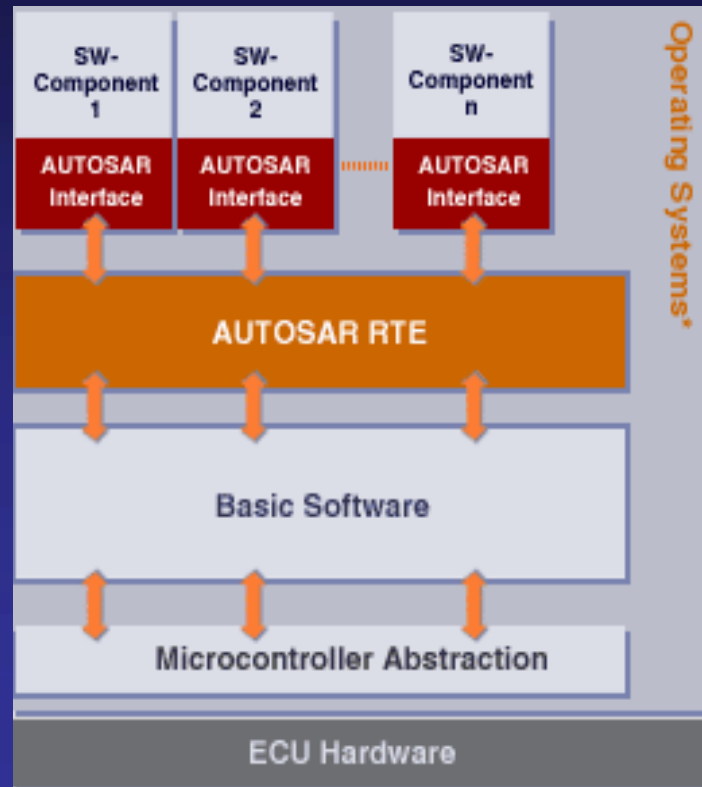 SW-
Component
1
AUTOSAR
Interface
SW-
Component
2
AUTOSAR
Interface
SW-
Component
n
AUTOSAR
Interface
Operating Systems*
AUTOSAR RTE
Basic Software
Microcontroller Abstraction
ECU Hardware